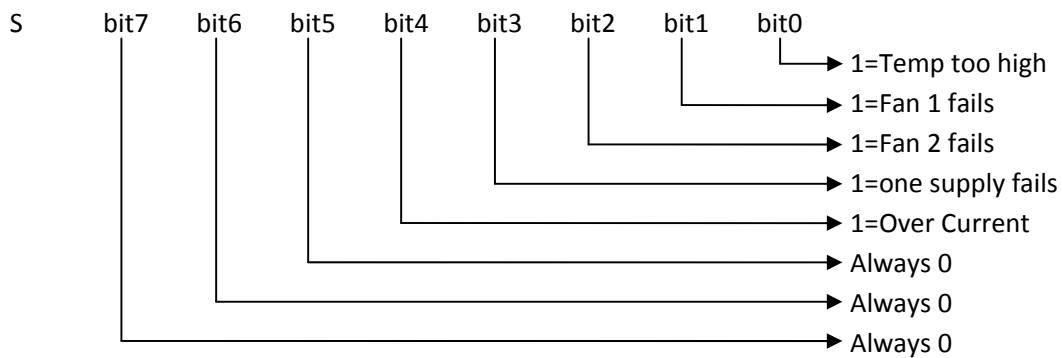 S bit7 bit6 bit5 bit4 bit3 bit2 bit1 bit0
1=Temp too high
1=Fan 1 fails
1=Fan 2 fails
1=one supply fails
1=Over Current
Always 0
Always 0
Always 0